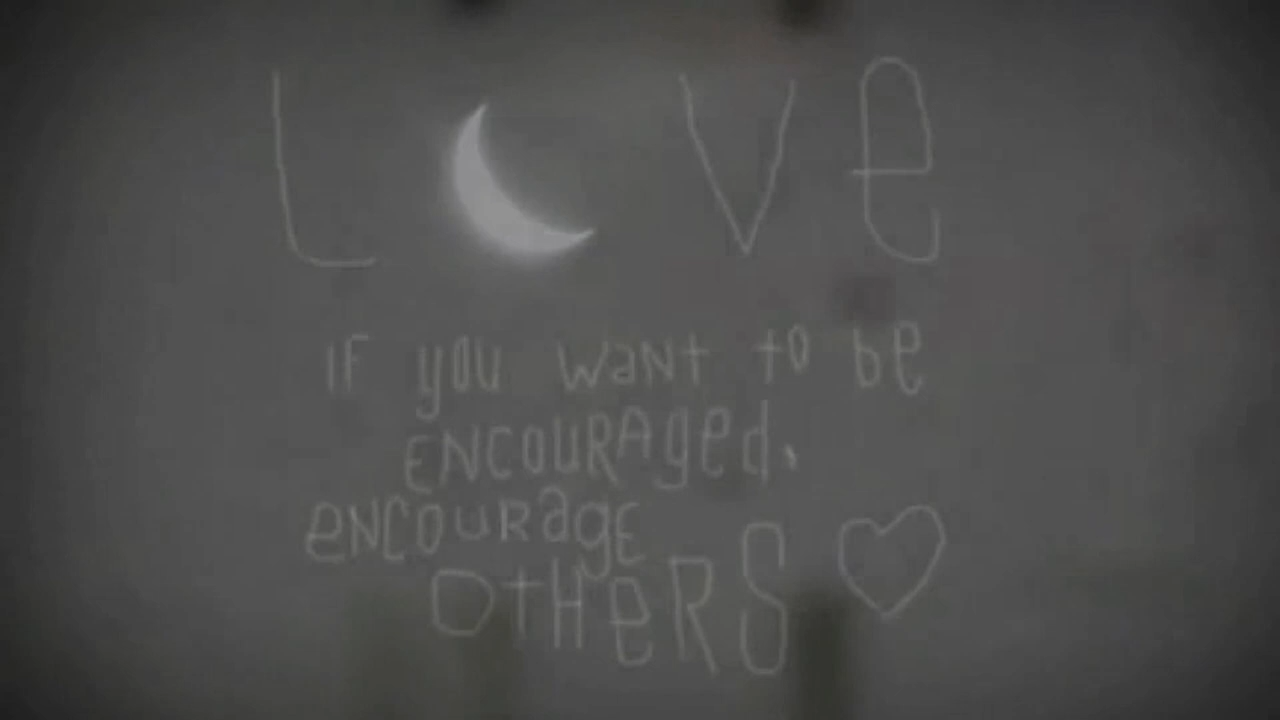 Love
IF you waNt to be
ENCOURAged,
eNCOURagE
OtHeRS ♡